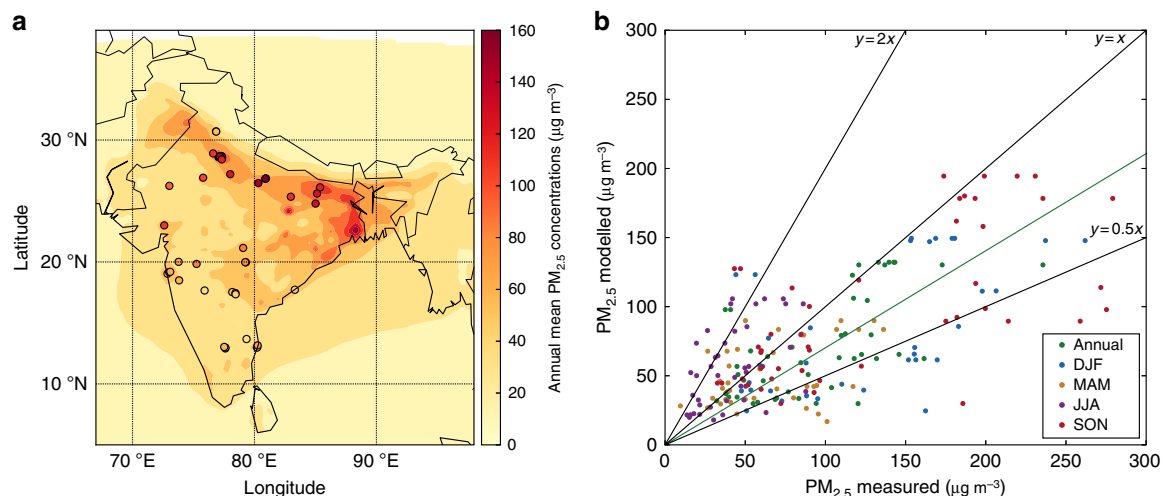 a
30 °N
20 °N
10 °N
Latitude
70 °E
80 °E
90 °E
Longitude
160
140
120
100
80
60
40
20
0
Annual mean PM2.5 concentrations (µg m–3)
b
300
250
200
150
100
50
0
PM2.5 modelled (µg m–3)
y=2x
y=x
y=0.5x
Annual
DJF
MAM
JJA
SON
0
50
100
150
200
250
300
PM2.5 measured (µg m–3)